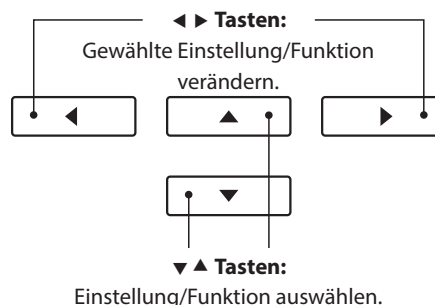 ◀ ▶ Tasten:
Gewählte Einstellung/Funktion
verändern.
▼ ▲ Tasten:
Einstellung/Funktion auswählen.